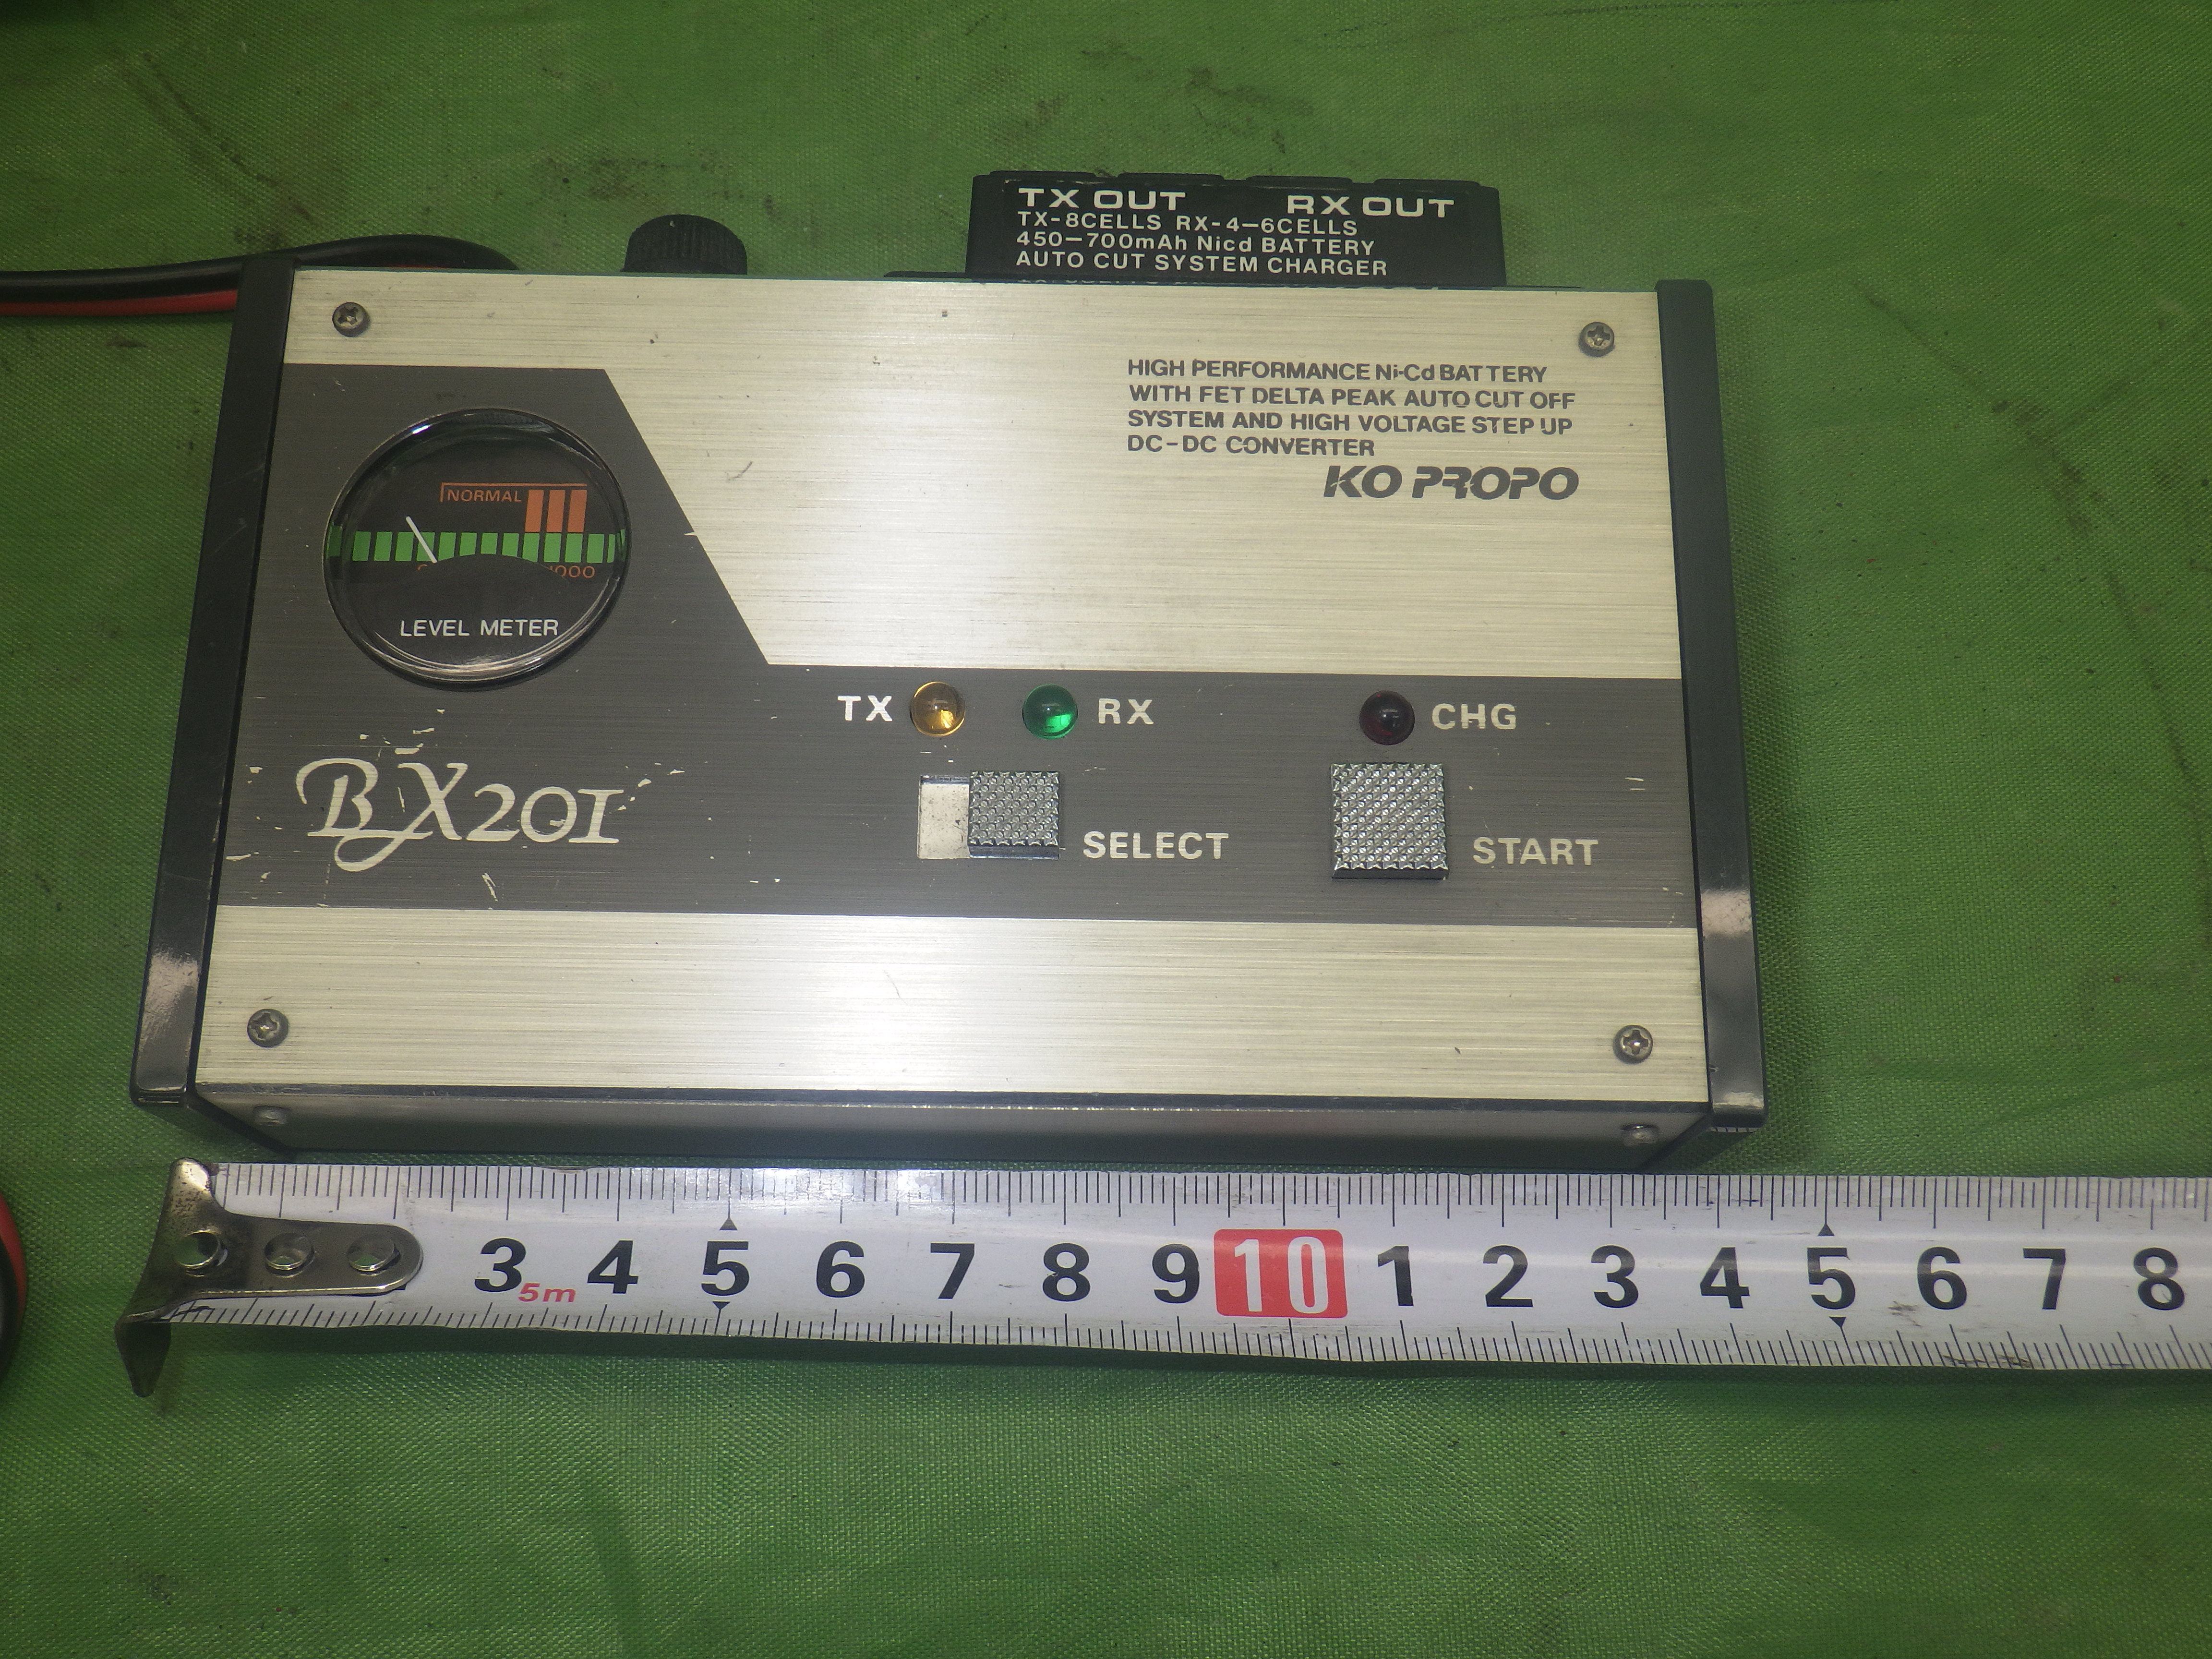 TX OUT RX OUT
TX-8CELLS RX-4-6CELLS
450-700mAh Nicd BATTERY
AUTO CUT SYSTEM CHARGER
HIGH PERFORMANCE Ni-Cd BATTERY
WITH FET DELTA PEAK AUTO CUT OFF
SYSTEM AND HIGH VOLTAGE STEP UP
DC-DC CONVERTER
KO PROPO
NORMAL
LEVEL METER
TX RX CHG
BX201
SELECT START
3 4 5 6 7 8 9 10 1 2 3 4 5 6 7 8
5m